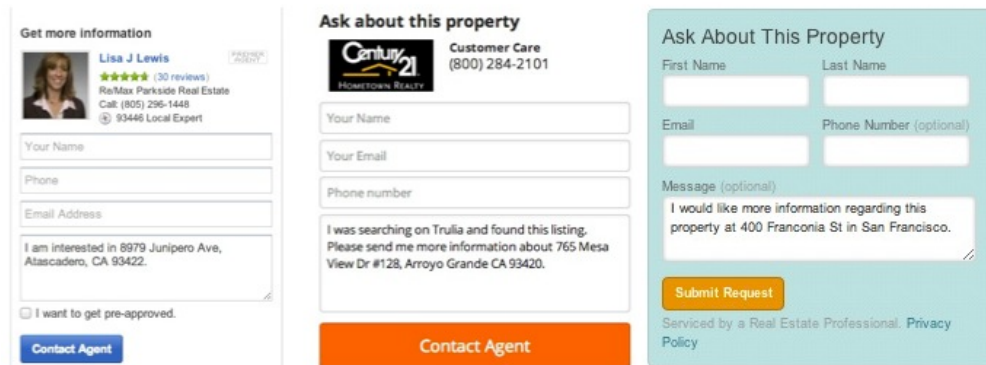 Get more information
Lisa J Lewis
PREMIER
AGENT
(30 reviews)
Re/Max Parkside Real Estate
Call: (805) 296-1448
93446 Local Expert
Your Name
Phone
Email Address
I am interested in 8979 Junipero Ave,
Atascadero, CA 93422.
I want to get pre-approved.
Contact Agent
Ask about this property
Century 21
HOMETOWN REALTY
Customer Care
(800) 284-2101
Your Name
Your Email
Phone number
I was searching on Trulia and found this listing.
Please send me more information about 765 Mesa
View Dr #128, Arroyo Grande CA 93420.
Contact Agent
Ask About This Property
First Name
Last Name
Email
Phone Number (optional)
Message (optional)
I would like more information regarding this
property at 400 Franconia St in San Francisco.
Submit Request
Serviced by a Real Estate Professional. Privacy
Policy